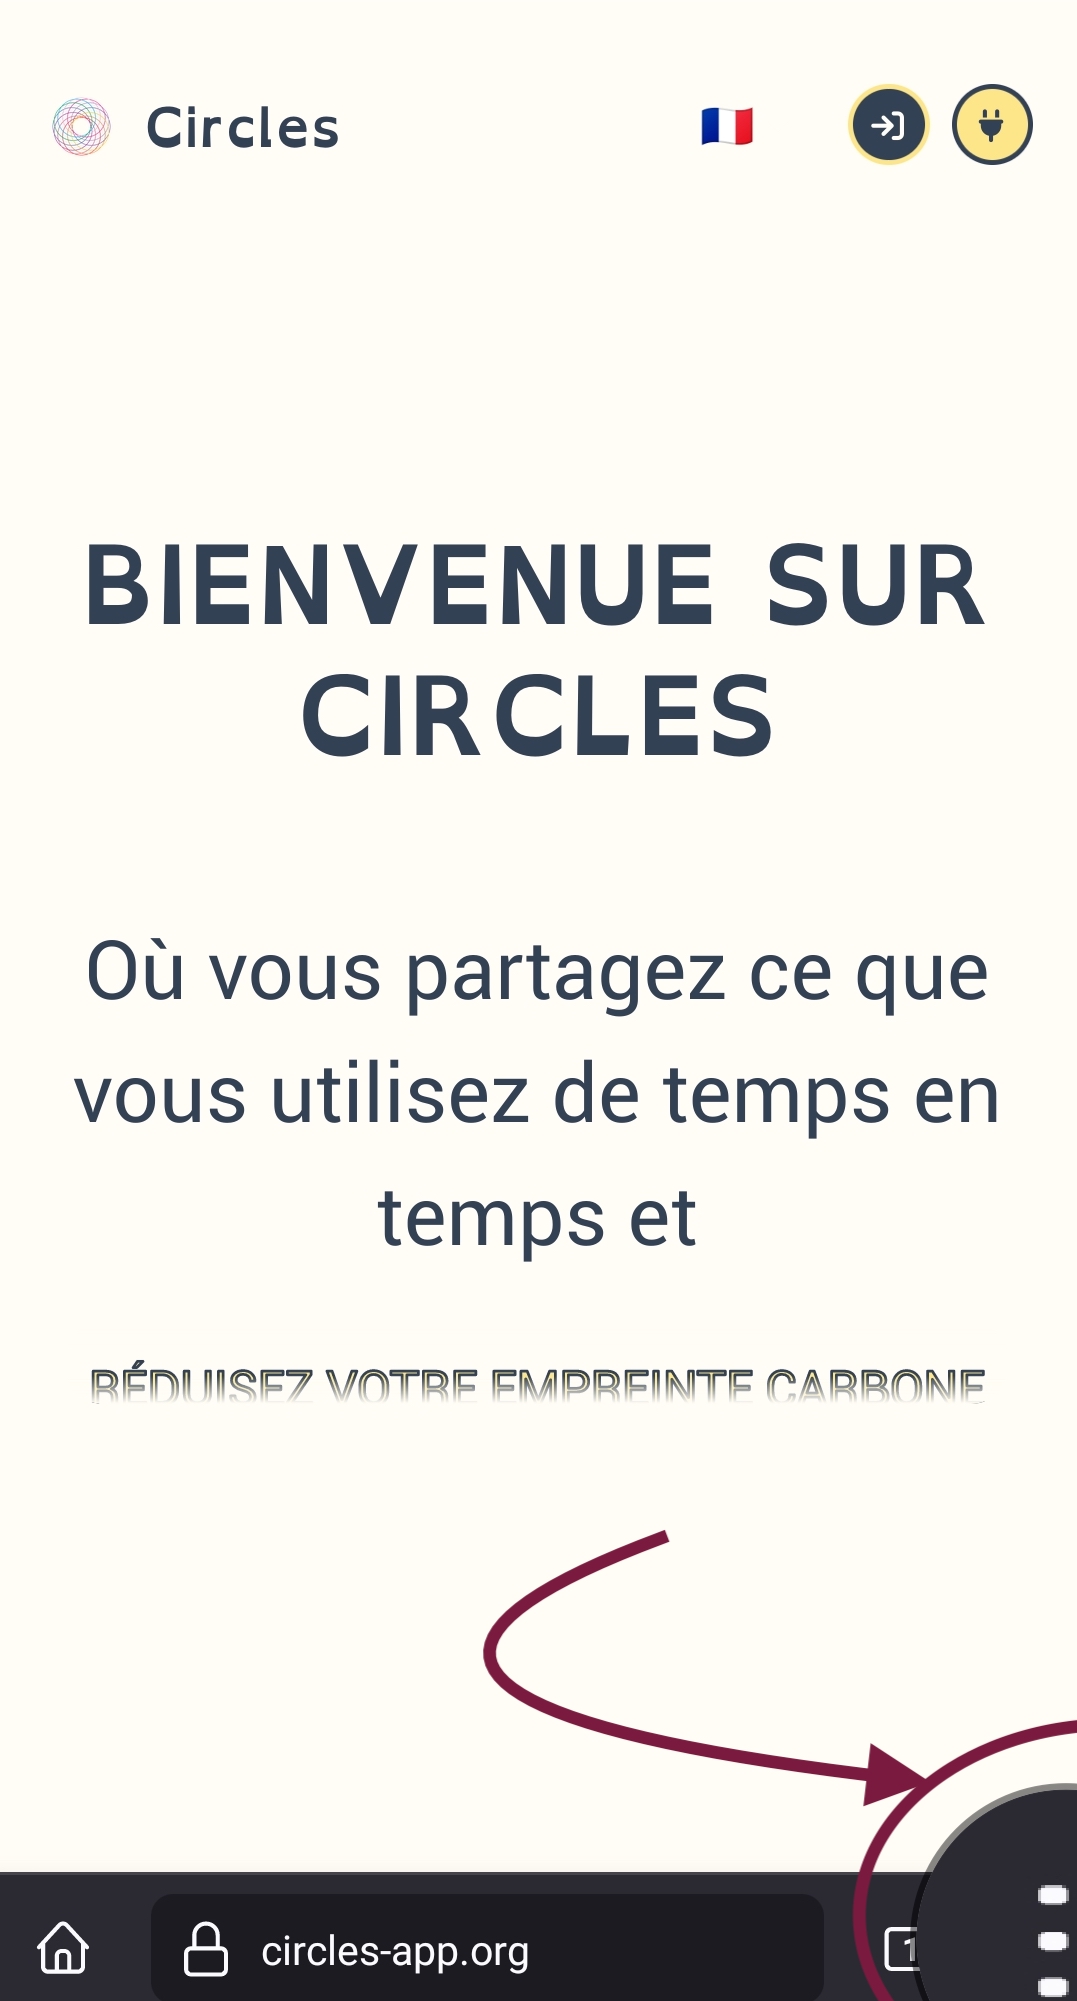 Circles
BIENVENUE SUR
CIRCLES
Où vous partagez ce que
vous utilisez de temps en
temps et
RÉDUISEZ VOTRE EMPREINTE CARBONE
circles-app.org
1